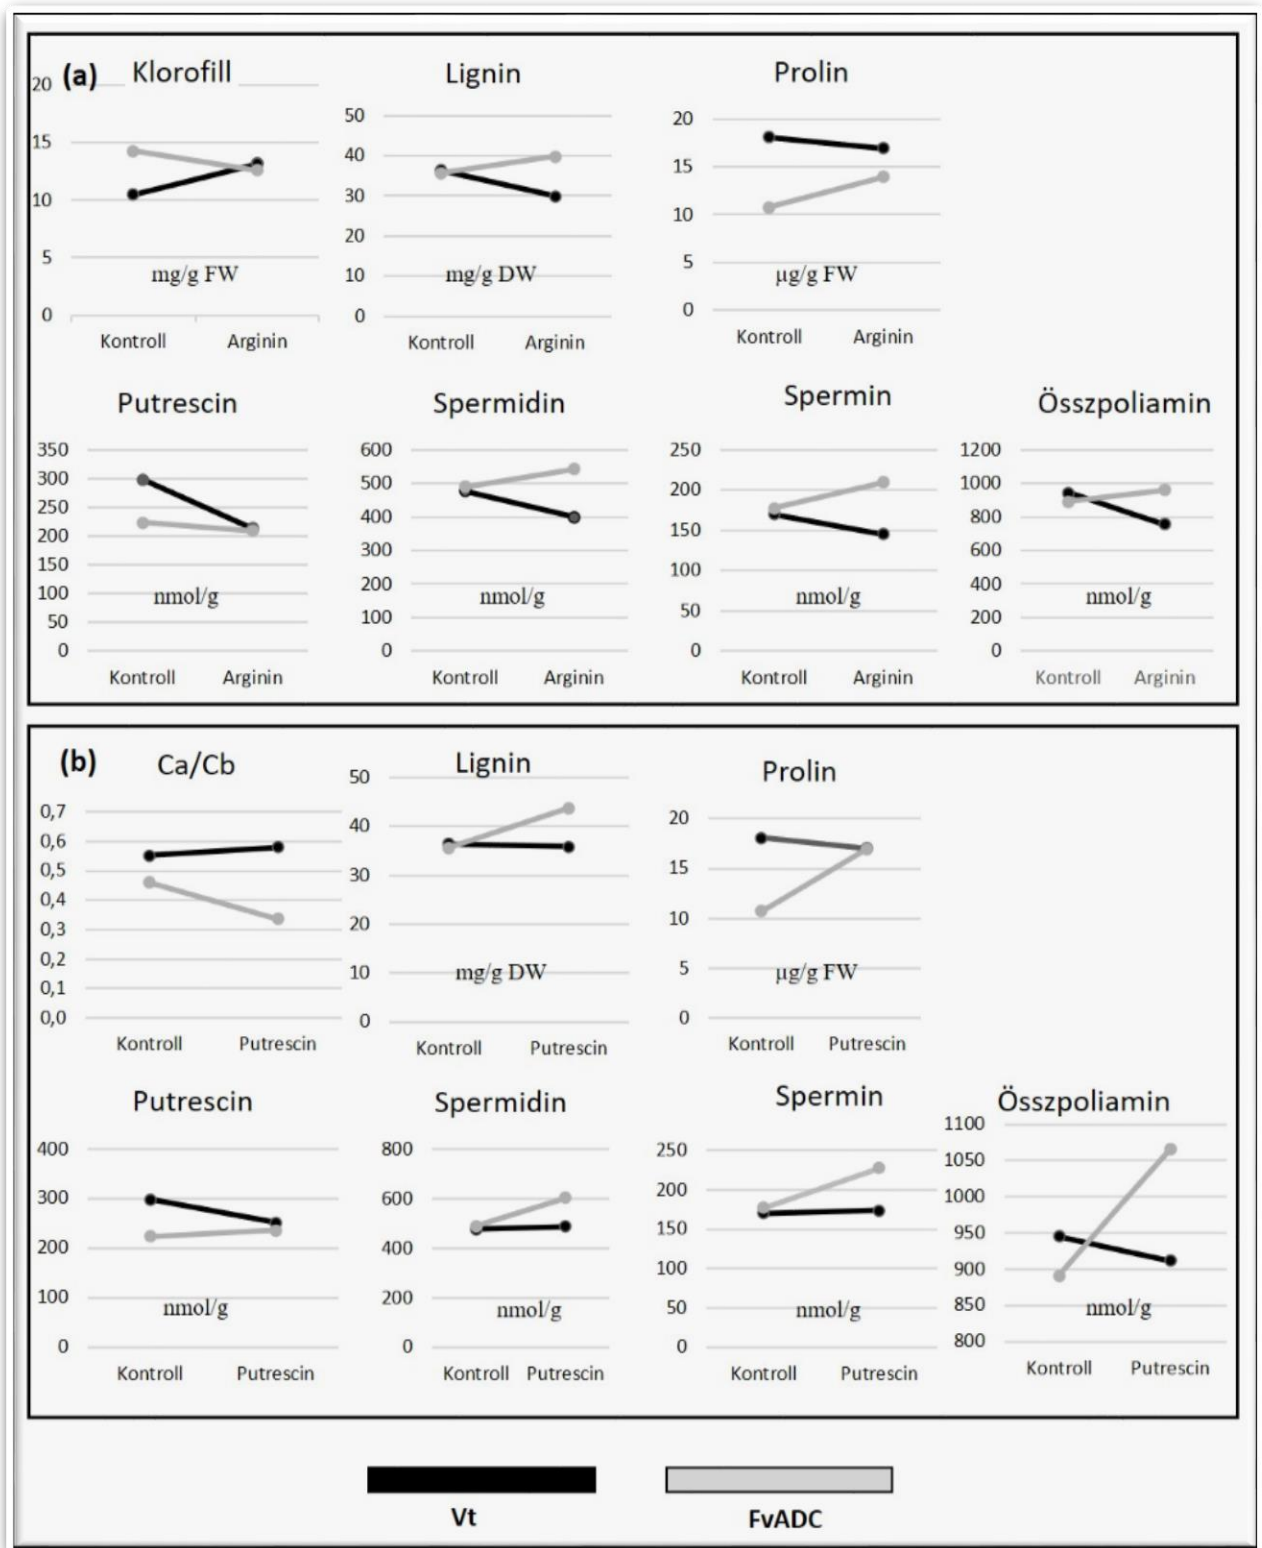 (a) Klorofill
20
15
10
5
0
mg/g FW
Kontroll Arginin
Lignin
50
40
30
20
10
0
mg/g DW
Kontroll Arginin
Prolin
20
15
10
5
0
µg/g FW
Kontroll Arginin
Putrescin
350
300
250
200
150
100
50
0
nmol/g
Kontroll Arginin
Spermidin
600
500
400
300
200
100
0
nmol/g
Kontroll Arginin
Spermin
250
200
150
100
50
0
nmol/g
Kontroll Arginin
Összpoliamin
1200
1000
800
600
400
200
0
nmol/g
Kontroll Arginin
(b) Ca/Cb
0,7
0,6
0,5
0,4
0,3
0,2
0,1
0,0
Kontroll Putrescin
Lignin
50
40
30
20
10
0
mg/g DW
Kontroll Putrescin
Prolin
20
15
10
5
0
µg/g FW
Kontroll Putrescin
Putrescin
400
300
200
100
0
nmol/g
Kontroll Putrescin
Spermidin
800
600
400
200
0
nmol/g
Kontroll Putrescin
Spermin
250
200
150
100
50
0
nmol/g
Kontroll Putrescin
Összpoliamin
1100
1050
1000
950
900
850
800
nmol/g
Kontroll Putrescin
Vt FvADC